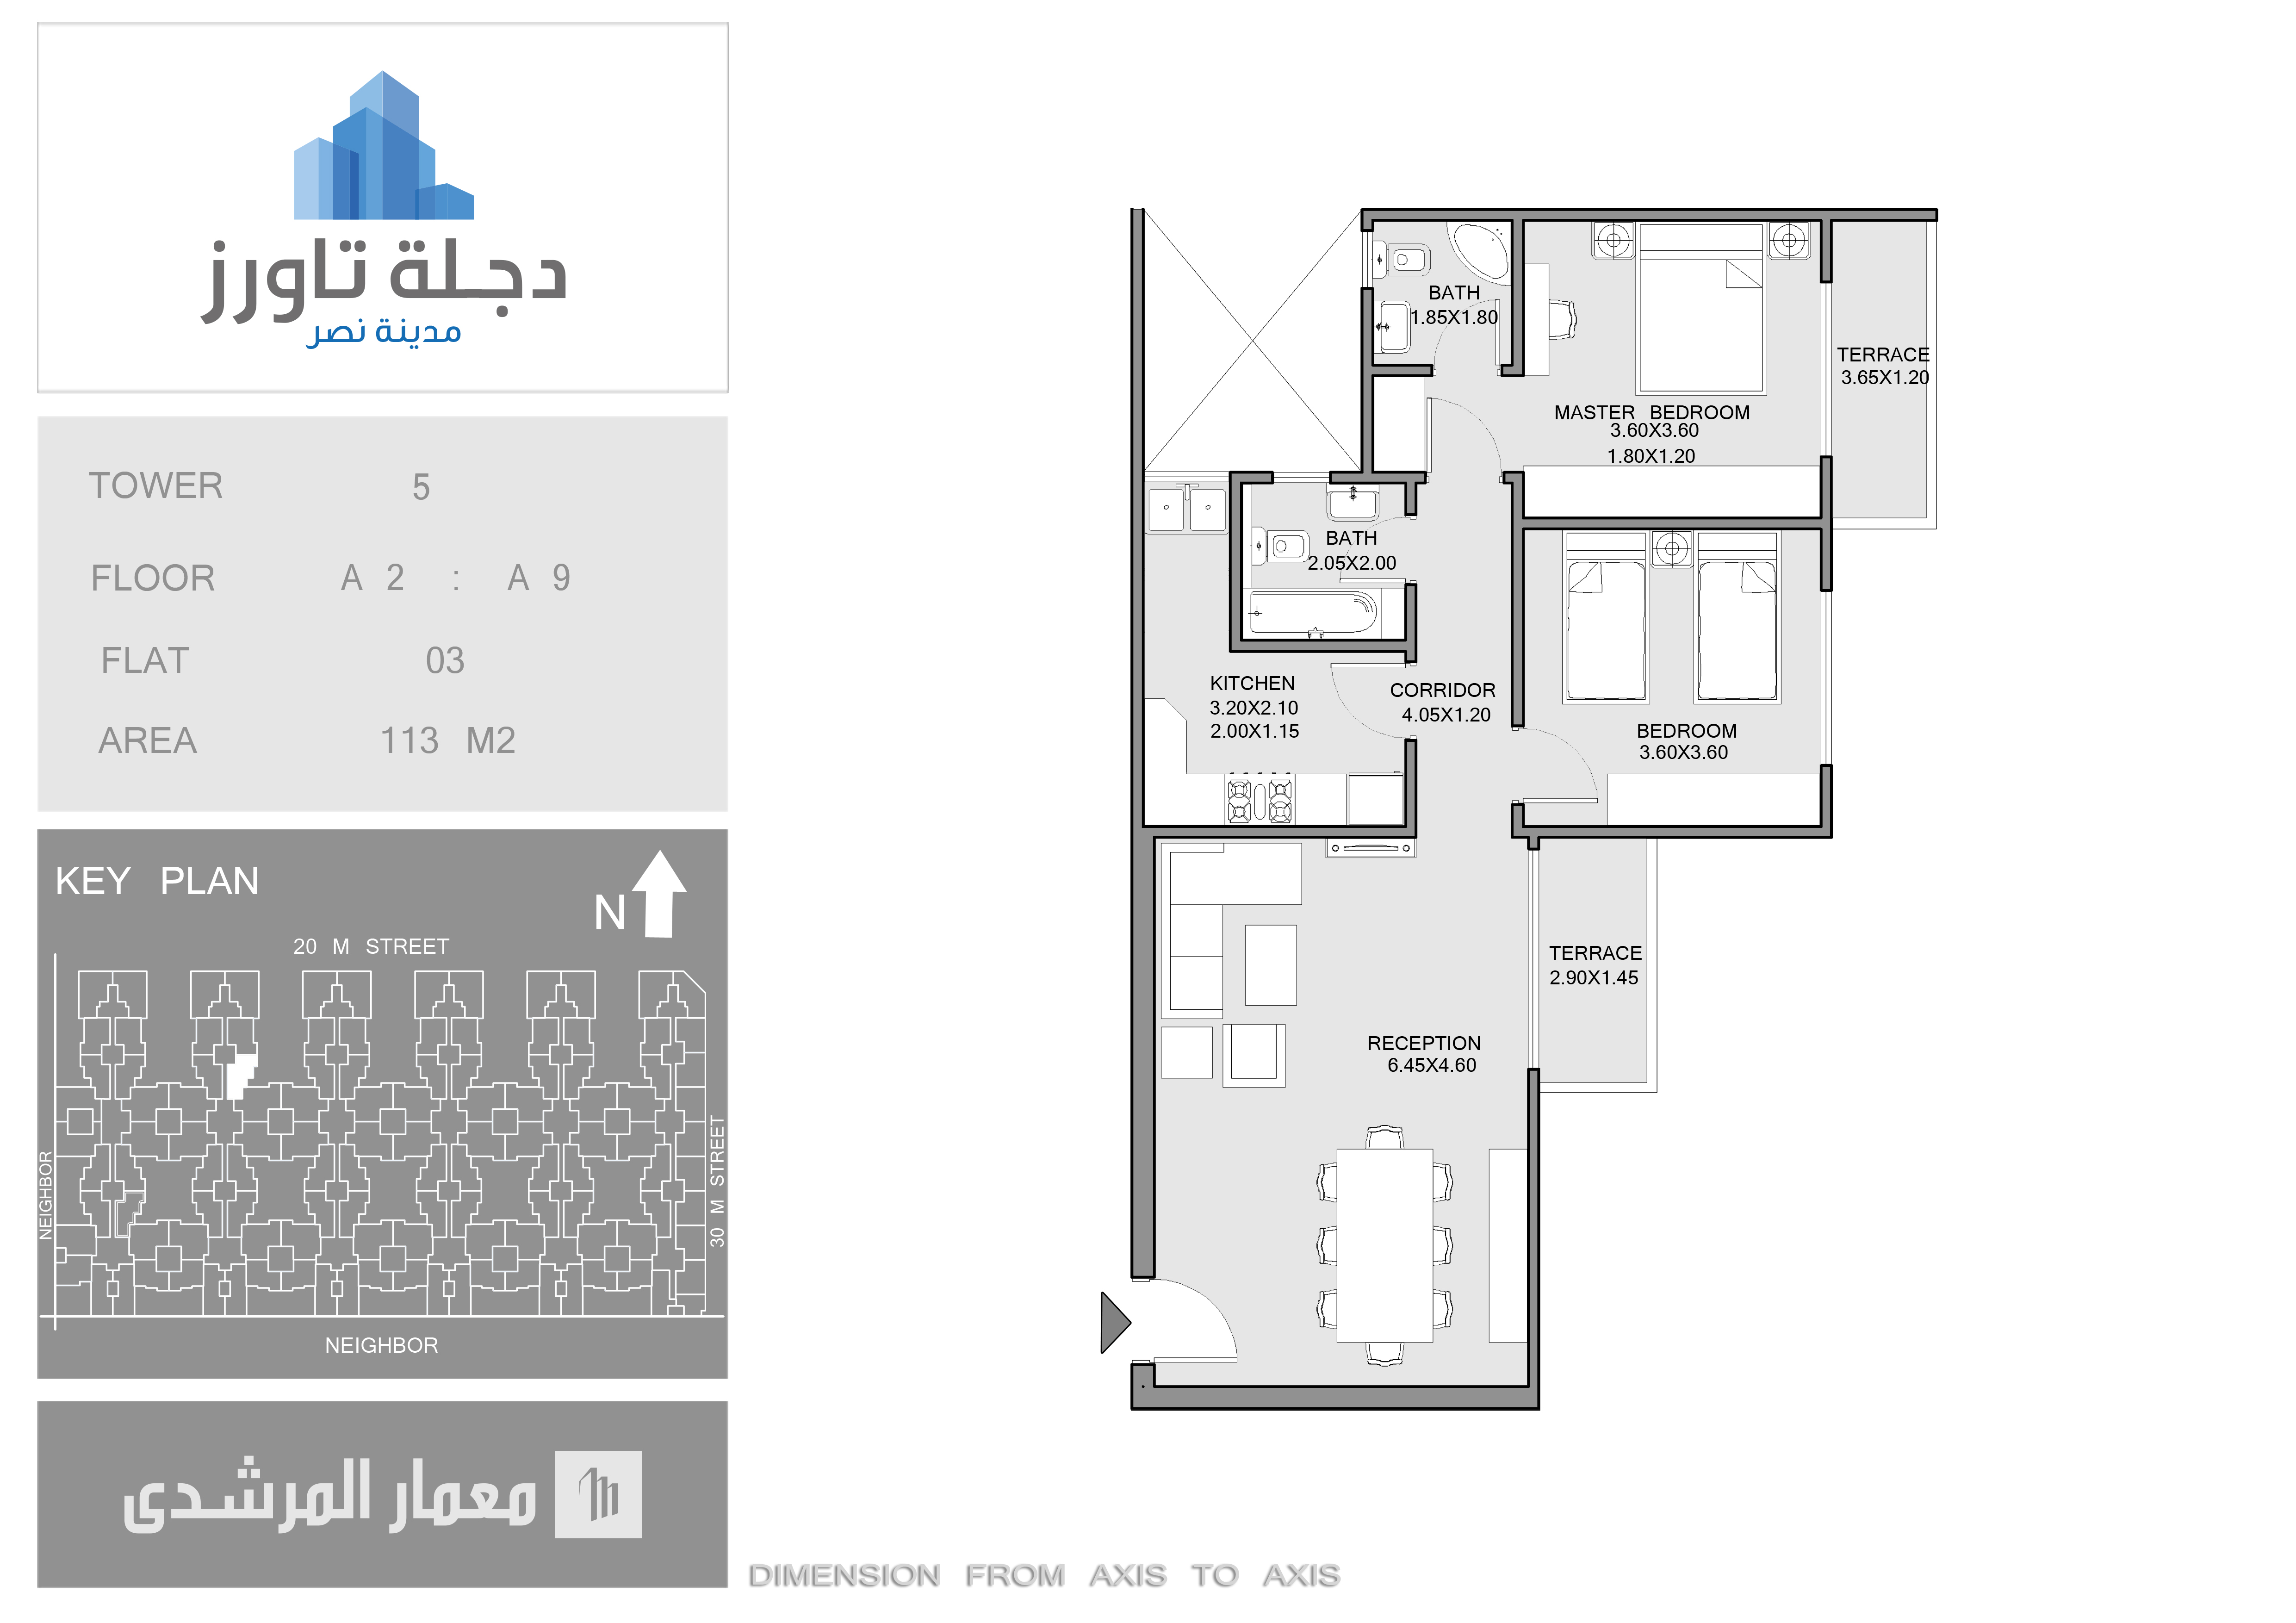 دجلة تاورز
مدينة نصر
TOWER 5
FLOOR A 2 : A 9
FLAT 03
AREA 113 M2
KEY PLAN
N
20 M STREET
NEIGHBOR
30 M STREET
NEIGHBOR
معمار المرشدى
BATH
1.85X1.80
MASTER BEDROOM
3.60X3.60
1.80X1.20
TERRACE
3.65X1.20
BATH
2.05X2.00
KITCHEN
3.20X2.10
2.00X1.15
CORRIDOR
4.05X1.20
BEDROOM
3.60X3.60
TERRACE
2.90X1.45
RECEPTION
6.45X4.60
DIMENSION FROM AXIS TO AXIS